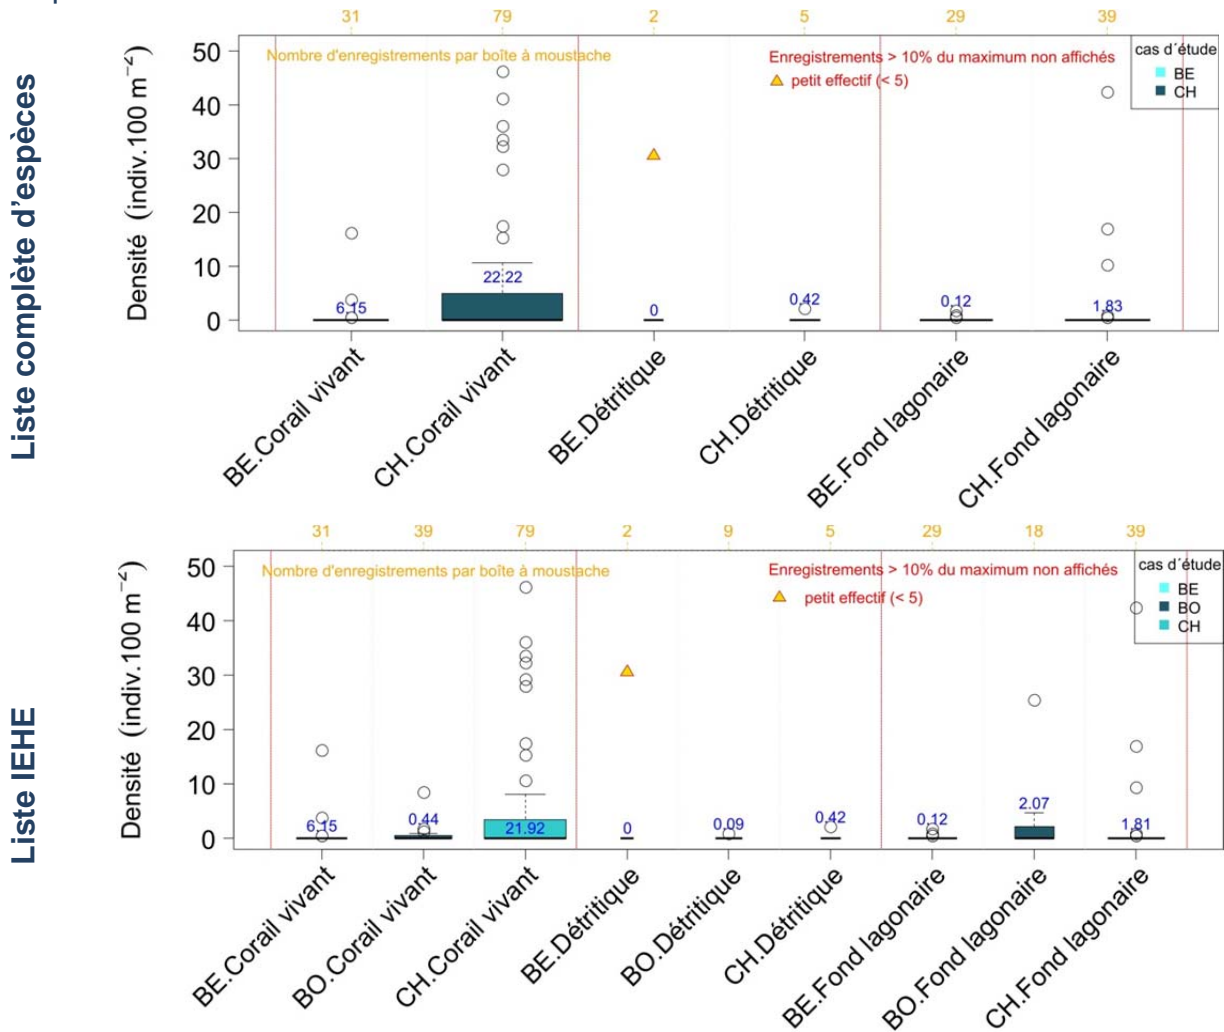 Liste complète d'espèces
31 79 2 5 29 39
Nombre d'enregistrements par boîte à moustache
Enregistrements > 10% du maximum non affichés
petit effectif (< 5)
cas d´étude
BE
CH
Densité (indiv.100 m⁻²)
50
40
30
20
10
0
6.15 22.22 0 0.42 0.12 1.83
BE.Corail vivant
CH.Corail vivant
BE.Détritique
CH.Détritique
BE.Fond lagonaire
CH.Fond lagonaire
Liste IEHE
31 39 79 2 9 5 29 18 39
Nombre d'enregistrements par boîte à moustache
Enregistrements > 10% du maximum non affichés
petit effectif (< 5)
cas d´étude
BE
BO
CH
Densité (indiv.100 m⁻²)
50
40
30
20
10
0
6.15 0.44 21.92 0 0.09 0.42 0.12 2.07 1.81
BE.Corail vivant
BO.Corail vivant
CH.Corail vivant
BE.Détritique
BO.Détritique
CH.Détritique
BE.Fond lagonaire
BO.Fond lagonaire
CH.Fond lagonaire